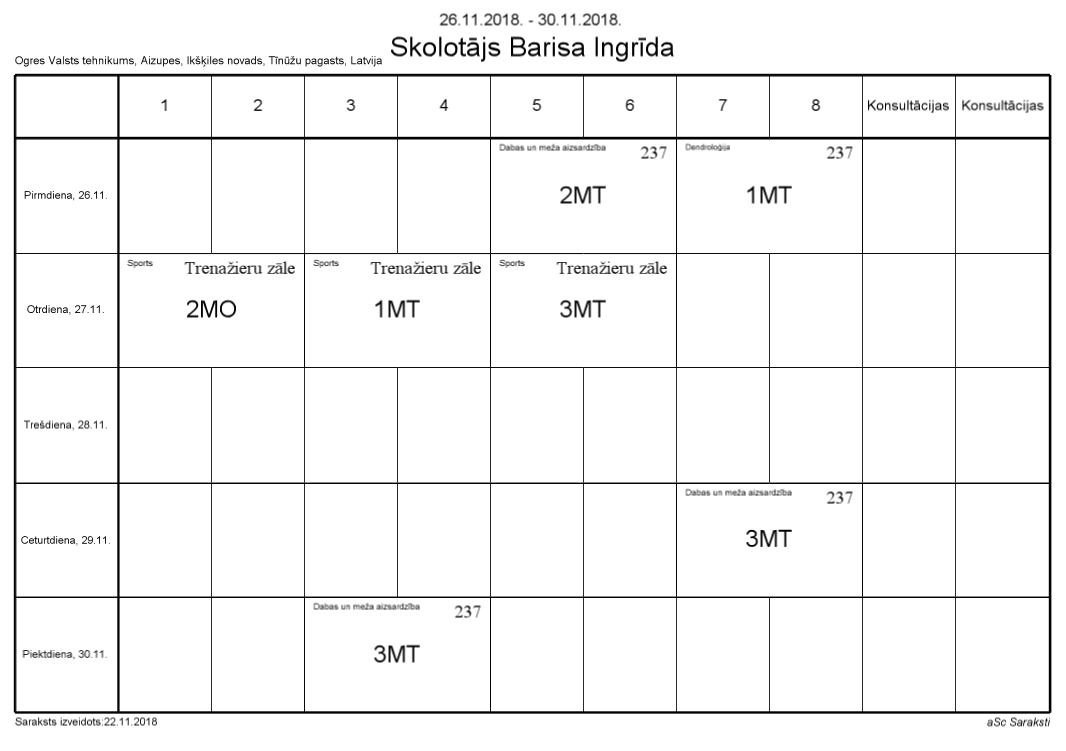 26.11.2018. - 30.11.2018.
Skolotājs Barisa Ingrīda
Ogres Valsts tehnikums, Aizupes, Ikšķiles novads, Tīnūžu pagasts, Latvija
1 2 3 4 5 6 7 8 Konsultācijas Konsultācijas
Dabas un meža aizsardzība 237 Dendroloģija 237
Pirmdiena, 26.11. 2MT 1MT
Sports Trenažieru zāle Sports Trenažieru zāle Sports Trenažieru zāle
Otrdiena, 27.11. 2MO 1MT 3MT
Trešdiena, 28.11.
Dabas un meža aizsardzība 237
Ceturtdiena, 29.11. 3MT
Dabas un meža aizsardzība 237
Piektdiena, 30.11. 3MT
Saraksts izveidots:22.11.2018 aSc Saraksti